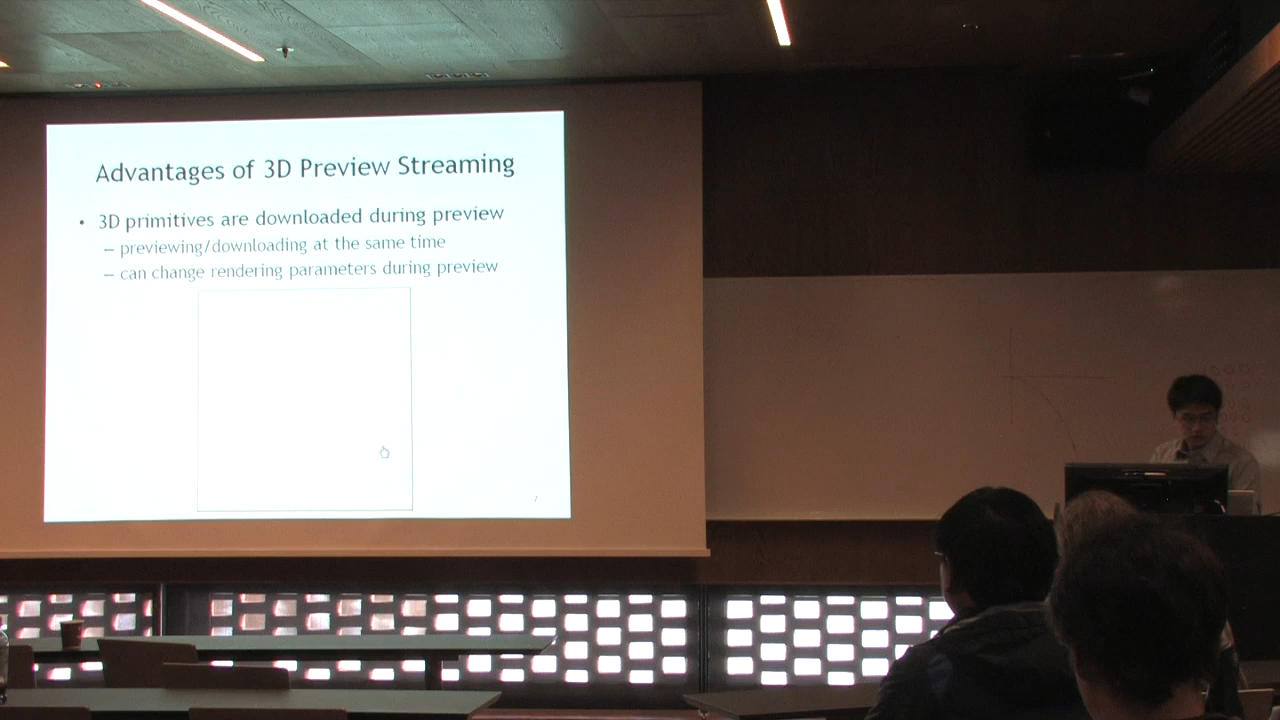 Advantages of 3D Preview Streaming
• 3D primitives are downloaded during preview
– previewing/downloading at the same time
– can change rendering parameters during preview
7